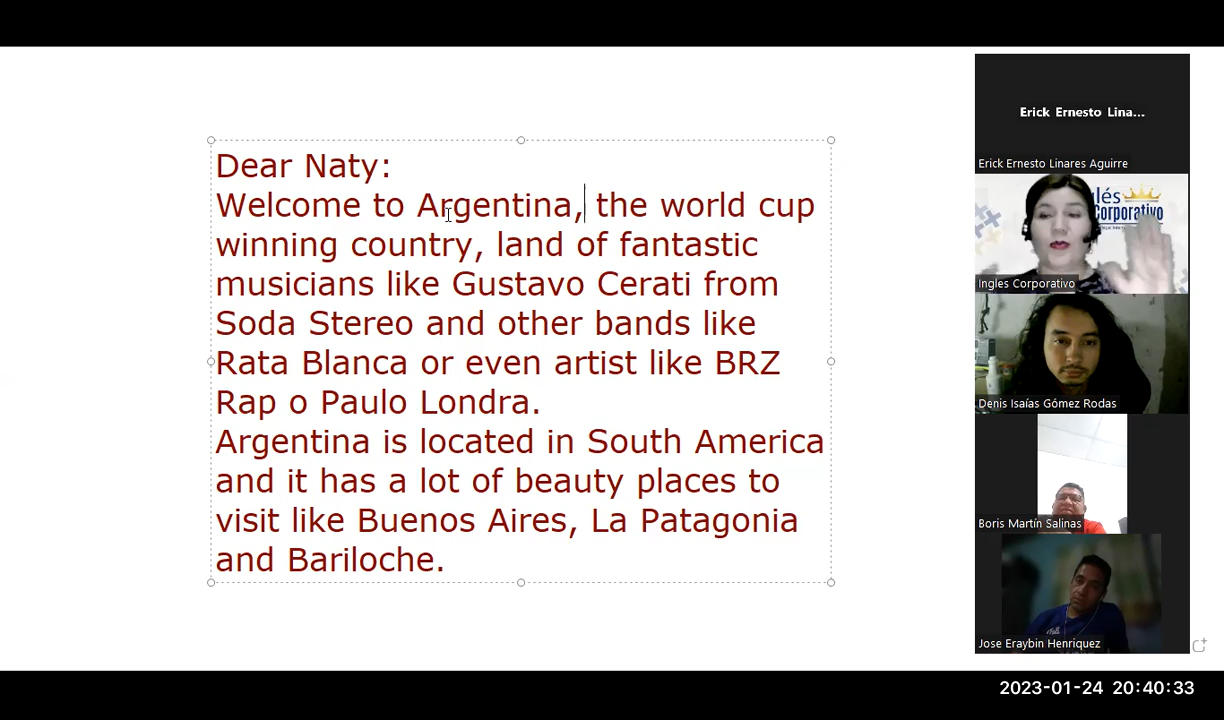 Dear Naty:
Welcome to Argentina, the world cup
winning country, land of fantastic
musicians like Gustavo Cerati from
Soda Stereo and other bands like
Rata Blanca or even artist like BRZ
Rap o Paulo Londra.
Argentina is located in South America
and it has a lot of beauty places to
visit like Buenos Aires, La Patagonia
and Bariloche.
Erick Ernesto Lina...
Erick Ernesto Linares Aguirre
glés
Corporativo
Ingles Corporativo
Denis Isaías Gómez Rodas
Boris Martín Salinas
Jose Eraybin Henriquez
2023-01-24 20:40:33